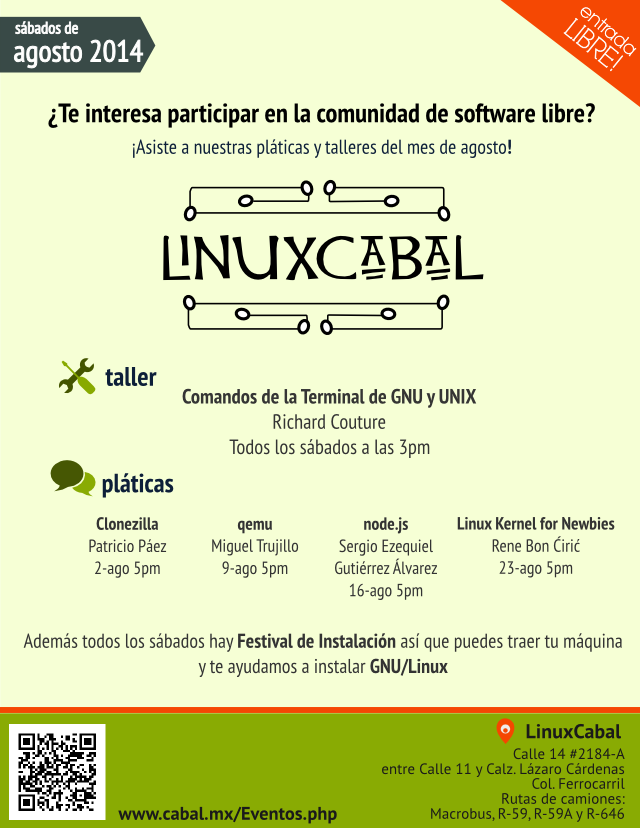 sábados de
agosto 2014
entrada
LIBRE!
¿Te interesa participar en la comunidad de software libre?
¡Asiste a nuestras pláticas y talleres del mes de agosto!
LINUXCABAL
taller
Comandos de la Terminal de GNU y UNIX
Richard Couture
Todos los sábados a las 3pm
pláticas
Clonezilla
Patricio Páez
2-ago 5pm
qemu
Miguel Trujillo
9-ago 5pm
node.js
Sergio Ezequiel
Gutiérrez Álvarez
16-ago 5pm
Linux Kernel for Newbies
Rene Bon Ćirić
23-ago 5pm
Además todos los sábados hay Festival de Instalación así que puedes traer tu máquina
y te ayudamos a instalar GNU/Linux
www.cabal.mx/Eventos.php
LinuxCabal
Calle 14 #2184-A
entre Calle 11 y Calz. Lázaro Cárdenas
Col. Ferrocarril
Rutas de camiones:
Macrobus, R-59, R-59A y R-646